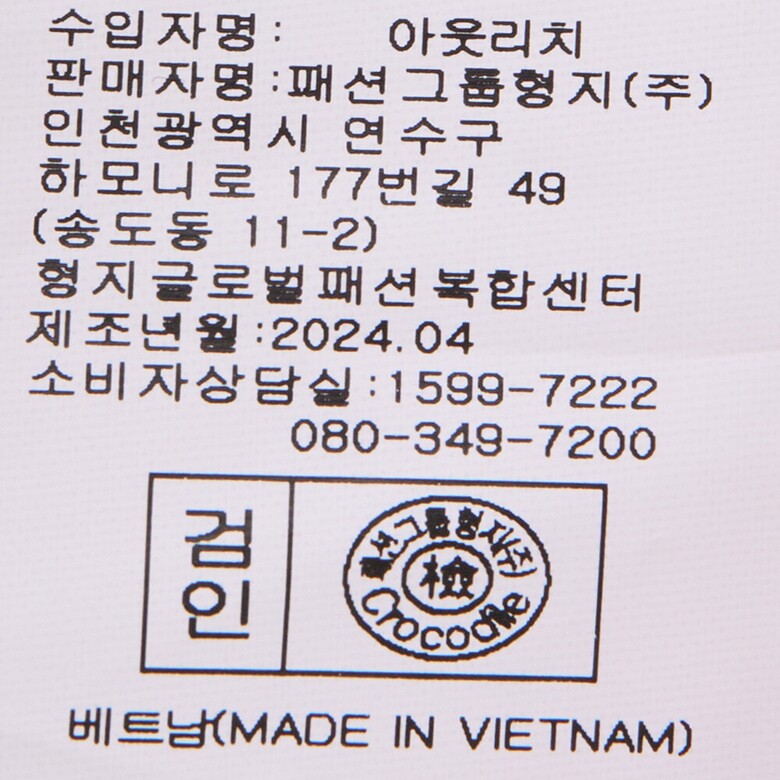 수입자명: 아웃리치
판매자명:패션그룹형지(주)
인천광역시 연수구
하모니로 177번길 49
(송도동 11-2)
형지글로벌패션복합센터
제조년월:2024.04
소비자상담실:1599-7222
080-349-7200
검인
패션그룹형지(주)
檢
Crocodile
베트남(MADE IN VIETNAM)